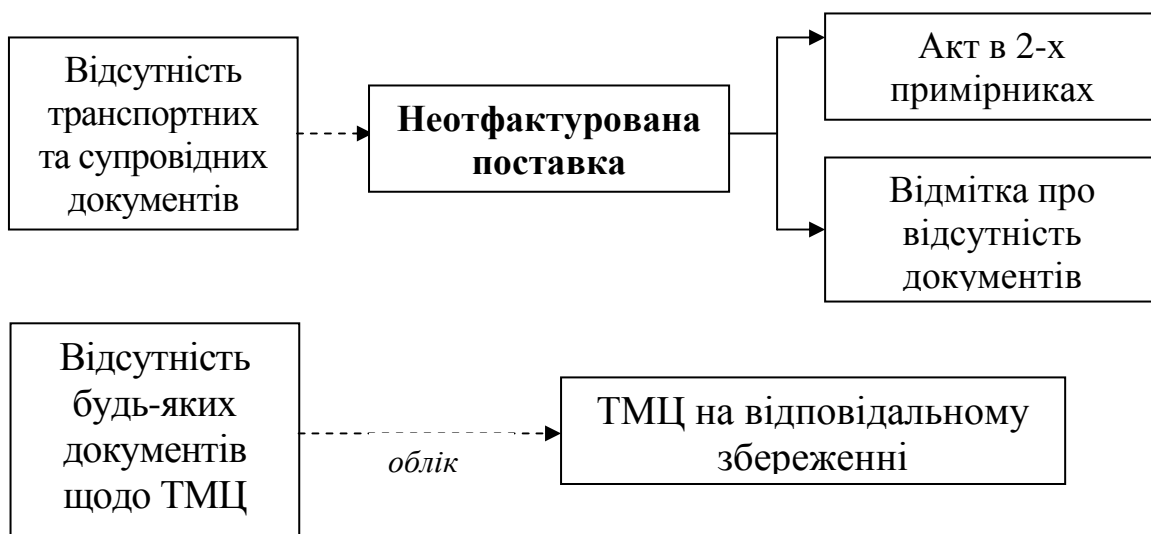 Відсутність
транспортних
та супровідних
документів
Неотфактурована
поставка
Акт в 2-х
примірниках
Відмітка про
відсутність
документів
Відсутність
будь-яких
документів
щодо ТМЦ
облік
ТМЦ на відповідальному
збереженні